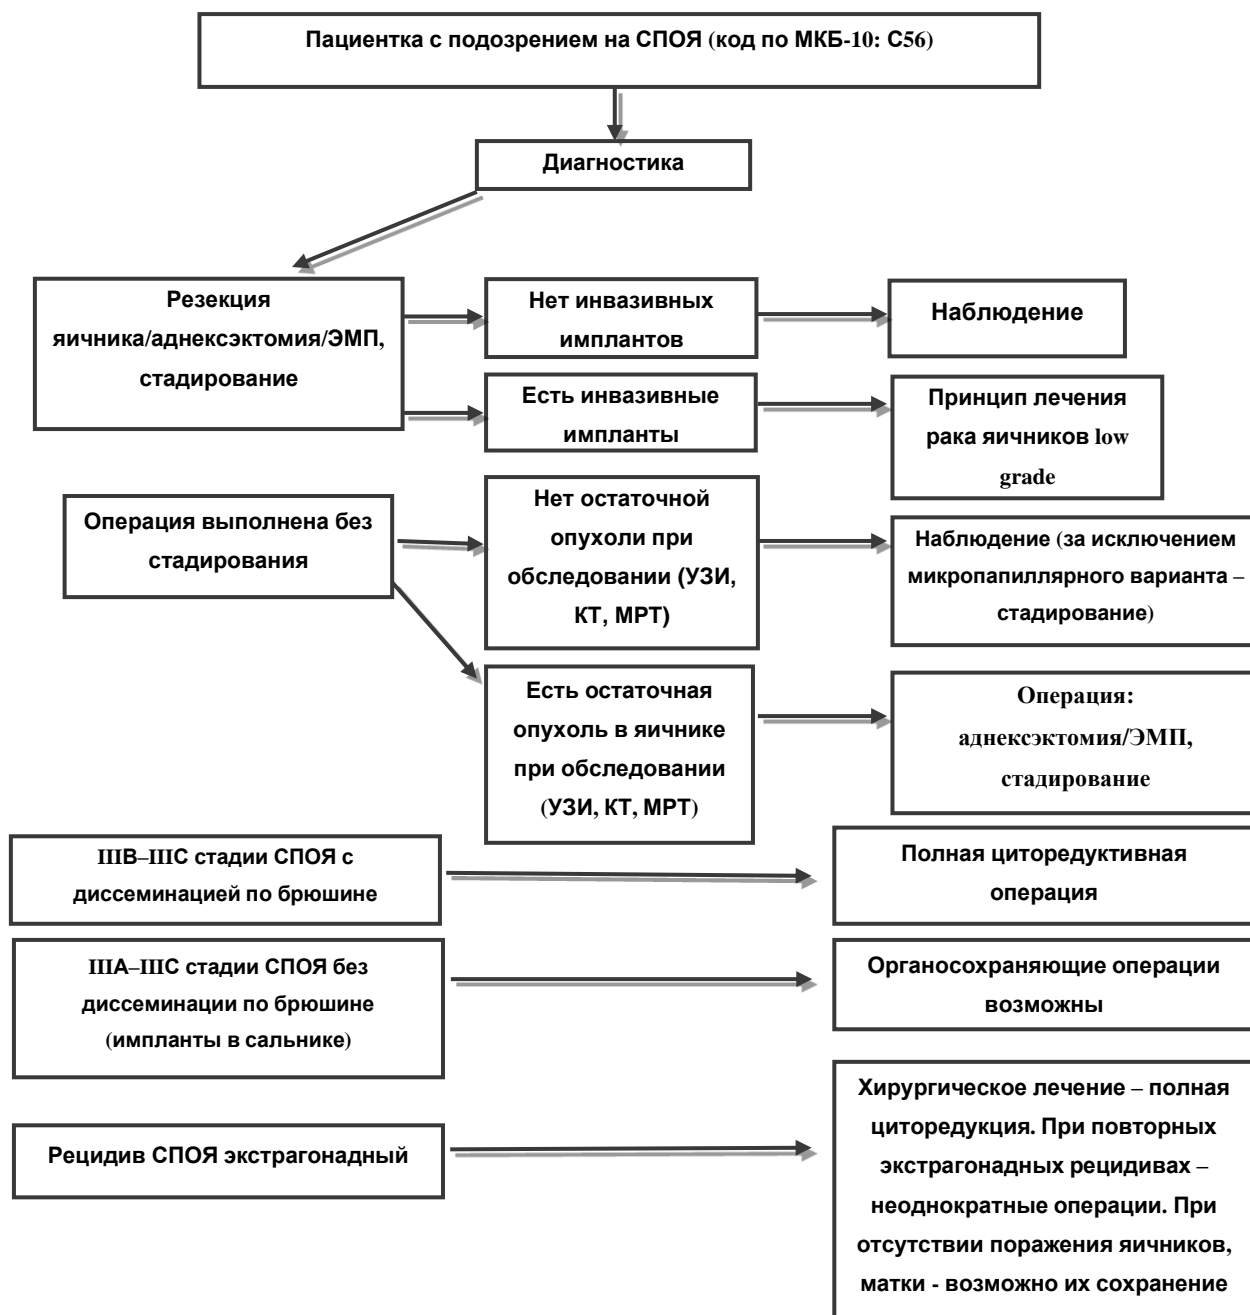 Пациентка с подозрением на СПОЯ (код по МКБ-10: C56)
Диагностика
Резекция
яичника/аднексэктомия/ЭМП,
стадирование
Нет инвазивных
имплантов
Наблюдение
Есть инвазивные
импланты
Принцип лечения
рака яичников low
grade
Операция выполнена без
стадирования
Нет остаточной
опухоли при
обследовании (УЗИ,
КТ, МРТ)
Наблюдение (за исключением
микропапиллярного варианта –
стадирование)
Есть остаточная
опухоль в яичнике
при обследовании
(УЗИ, КТ, МРТ)
Операция:
аднексэктомия/ЭМП,
стадирование
IIIB–IIIC стадии СПОЯ с
диссеминацией по брюшине
Полная циторедуктивная
операция
IIIA–IIIC стадии СПОЯ без
диссеминации по брюшине
(импланты в сальнике)
Органосохраняющие операции
возможны
Рецидив СПОЯ экстрагонадный
Хирургическое лечение – полная
циторедукция. При повторных
экстрагонадных рецидивах –
неоднократные операции. При
отсутствии поражения яичников,
матки - возможно их сохранение